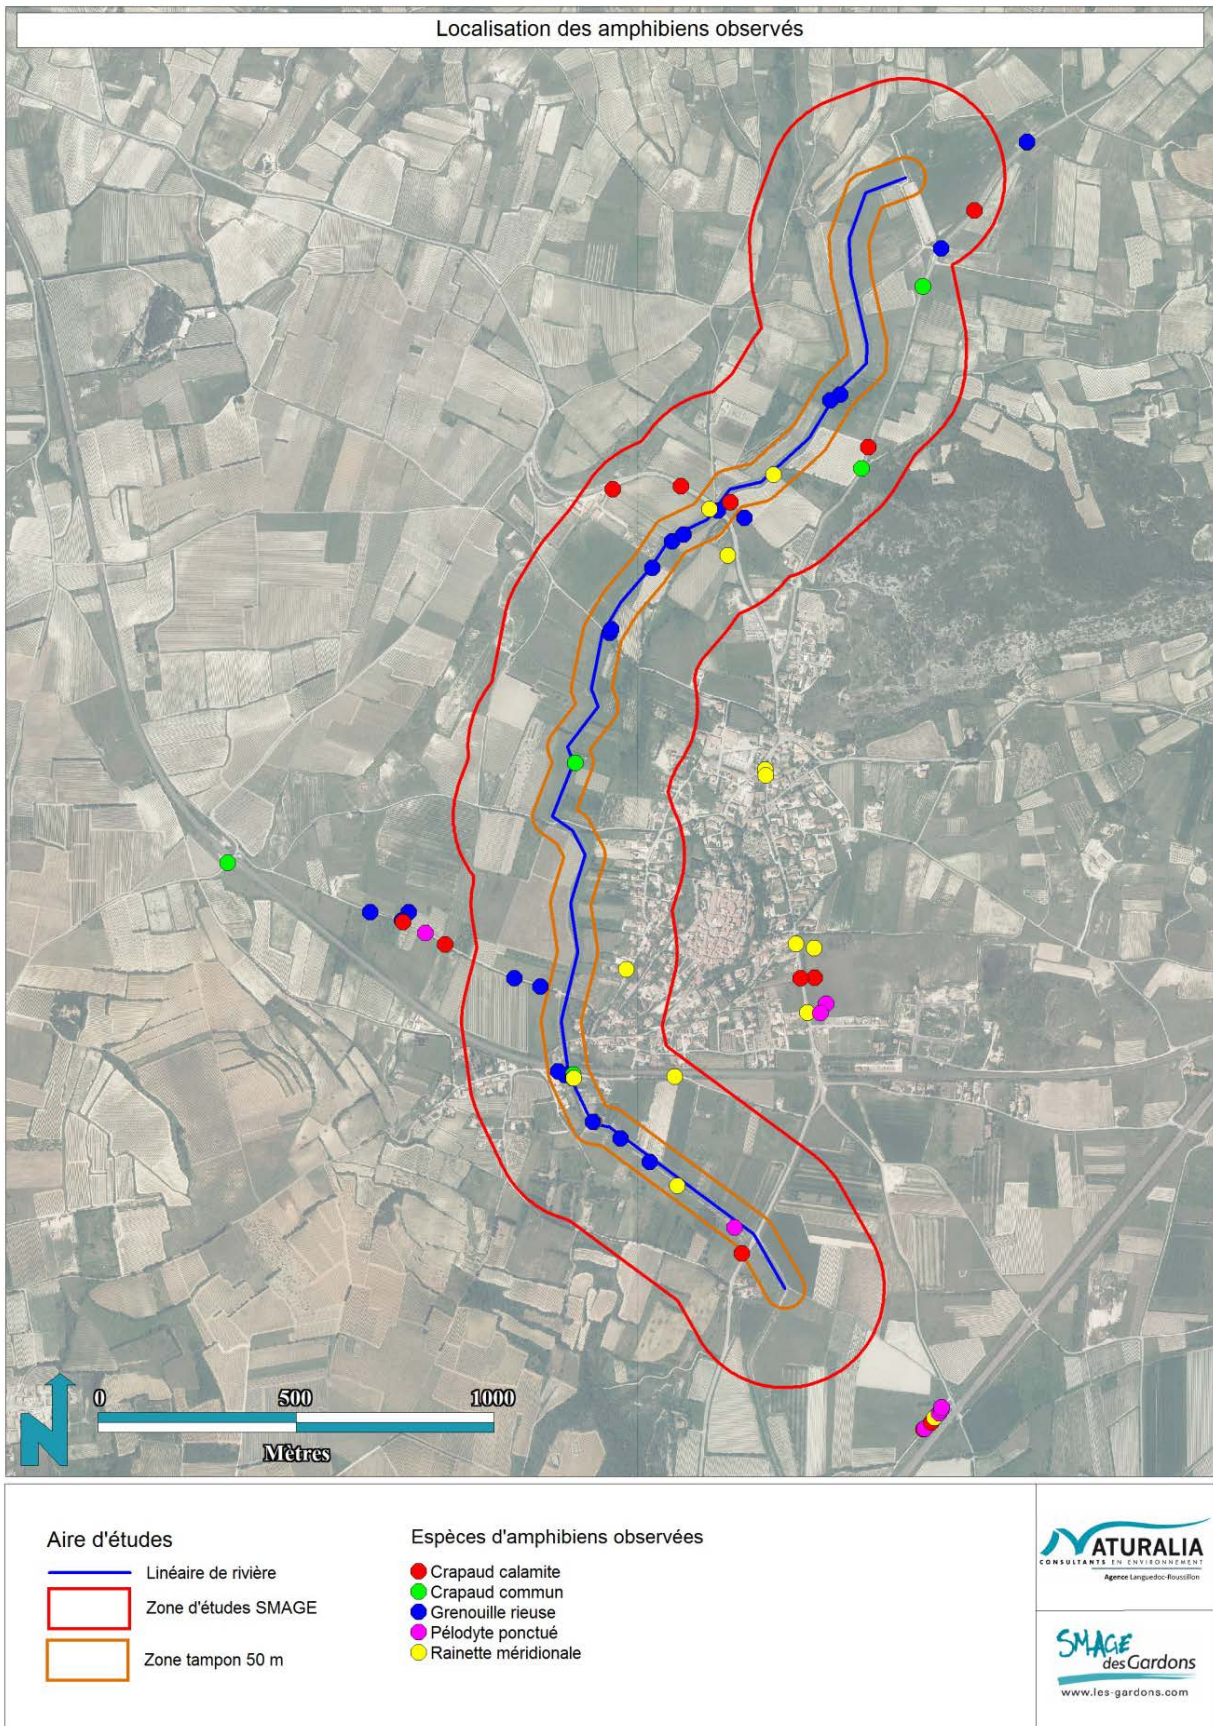 Localisation des amphibiens observés
0 500 1000
Mètres
N
Aire d'études
Linéaire de rivière
Zone d'études SMAGE
Zone tampon 50 m
Espèces d'amphibiens observées
Crapaud calamite
Crapaud commun
Grenouille rieuse
Pélodyte ponctué
Rainette méridionale
NATURALIA
CONSULTANTS EN ENVIRONNEMENT
Agence Languedoc-Roussillon
SMAGE
des Gardons
www.les-gardons.com